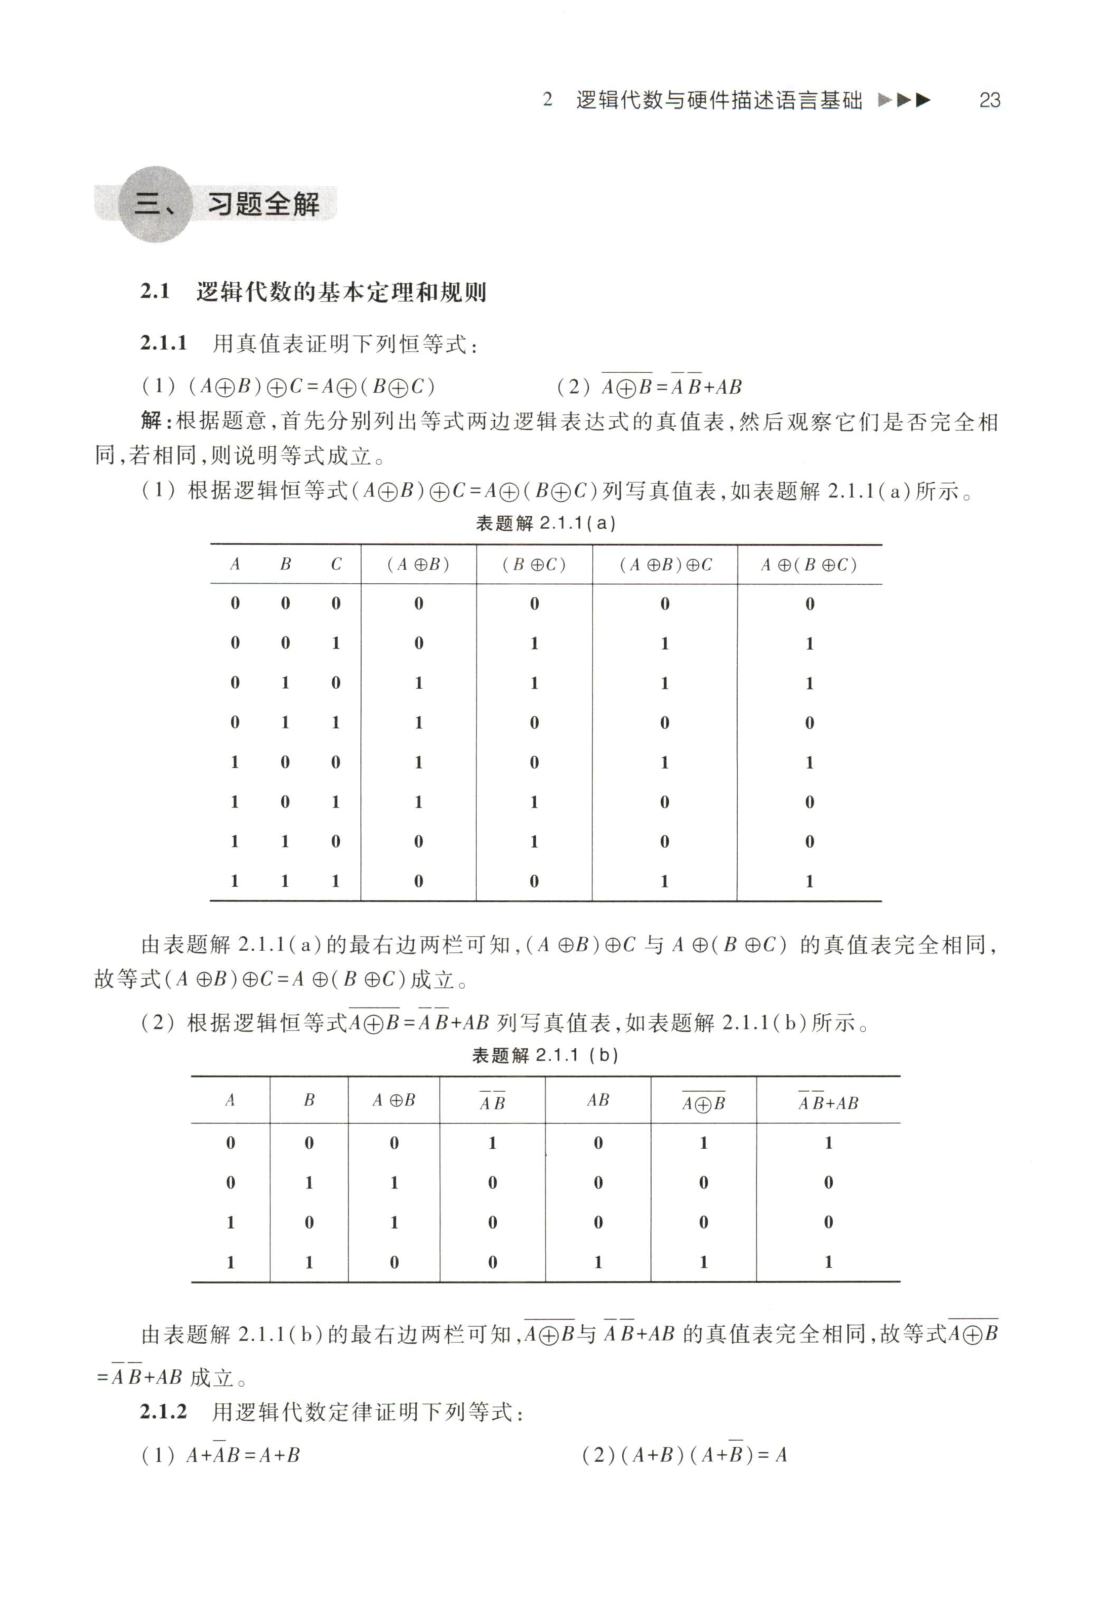 2 逻辑代数与硬件描述语言基础 ▶▶▶ 23
三、 习题全解
2.1 逻辑代数的基本定理和规则
2.1.1 用真值表证明下列恒等式:
(1) (A⊕B)⊕C=A⊕(B⊕C) (2) A̅⊕̅B̅=A̅ B̅+AB
解:根据题意,首先分别列出等式两边逻辑表达式的真值表,然后观察它们是否完全相
同,若相同,则说明等式成立。
(1) 根据逻辑恒等式(A⊕B)⊕C=A⊕(B⊕C)列写真值表,如表题解 2.1.1(a)所示。
表题解 2.1.1(a)
A B C (A⊕B) (B⊕C) (A⊕B)⊕C A⊕(B⊕C)
0 0 0 0 0 0 0
0 0 1 0 1 1 1
0 1 0 1 1 1 1
0 1 1 1 0 0 0
1 0 0 1 0 1 1
1 0 1 1 1 0 0
1 1 0 0 1 0 0
1 1 1 0 0 1 1
由表题解 2.1.1(a)的最右边两栏可知,(A⊕B)⊕C 与 A⊕(B⊕C) 的真值表完全相同,
故等式(A⊕B)⊕C=A⊕(B⊕C)成立。
(2) 根据逻辑恒等式A̅⊕̅B̅=A̅ B̅+AB 列写真值表,如表题解 2.1.1(b)所示。
表题解 2.1.1 (b)
A B A⊕B A̅ B̅ AB A̅⊕̅B̅ A̅ B̅+AB
0 0 0 1 0 1 1
0 1 1 0 0 0 0
1 0 1 0 0 0 0
1 1 0 0 1 1 1
由表题解 2.1.1(b)的最右边两栏可知,A̅⊕̅B̅与 A̅ B̅+AB 的真值表完全相同,故等式A̅⊕̅B̅
=A̅ B̅+AB 成立。
2.1.2 用逻辑代数定律证明下列等式:
(1) A+A̅B=A+B (2)(A+B)(A+B̅)=A